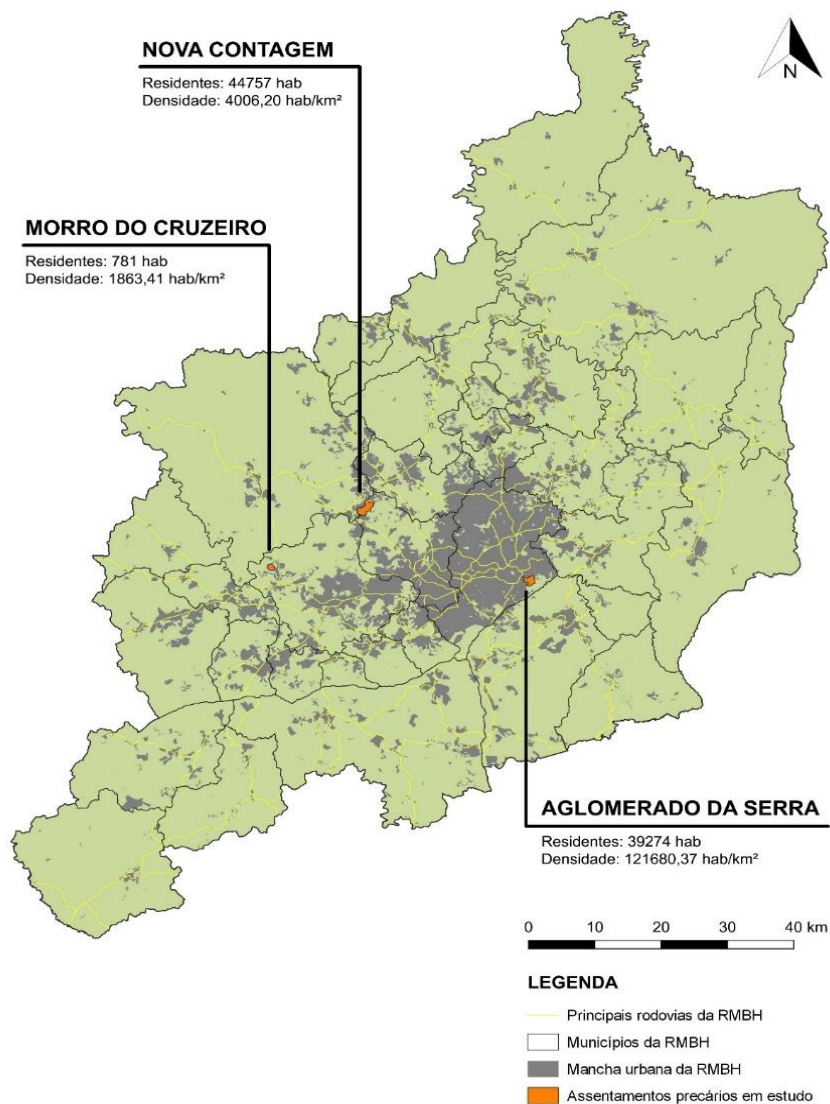 NOVA CONTAGEM
Residentes: 44757 hab
Densidade: 4006,20 hab/km²
N
MORRO DO CRUZEIRO
Residentes: 781 hab
Densidade: 1863,41 hab/km²
AGLOMERADO DA SERRA
Residentes: 39274 hab
Densidade: 121680,37 hab/km²
0 10 20 30 40 km
LEGENDA
Principais rodovias da RMBH
Municípios da RMBH
Mancha urbana da RMBH
Assentamentos precários em estudo